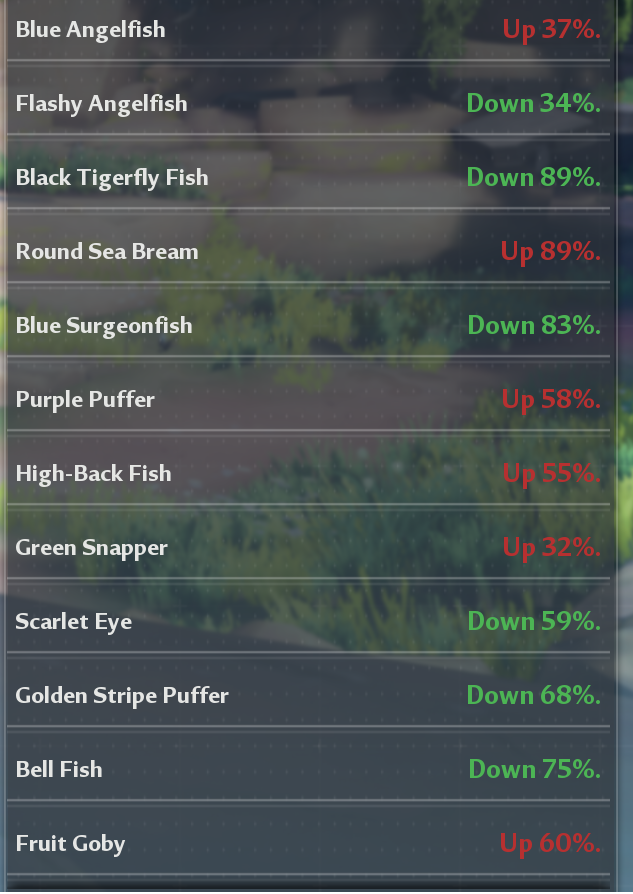 Blue Angelfish Up 37%.
Flashy Angelfish Down 34%.
Black Tigerfly Fish Down 89%.
Round Sea Bream Up 89%.
Blue Surgeonfish Down 83%.
Purple Puffer Up 58%.
High-Back Fish Up 55%.
Green Snapper Up 32%.
Scarlet Eye Down 59%.
Golden Stripe Puffer Down 68%.
Bell Fish Down 75%.
Fruit Goby Up 60%.